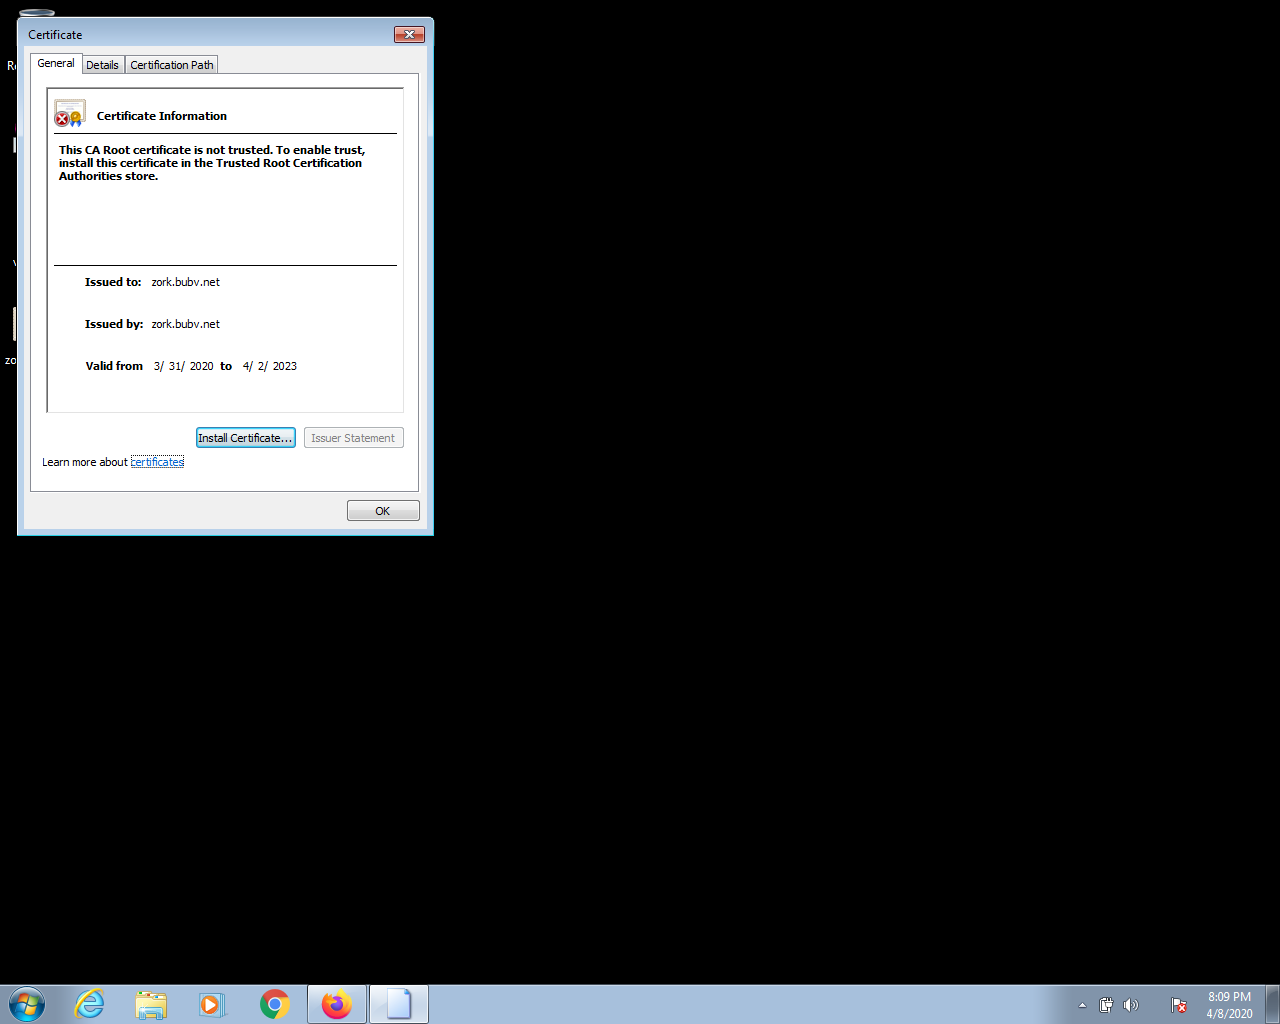 Certificate
General
Details
Certification Path
Certificate Information
This CA Root certificate is not trusted. To enable trust,
install this certificate in the Trusted Root Certification
Authorities store.
Issued to: zork.bubv.net
Issued by: zork.bubv.net
Valid from 3/ 31/ 2020 to 4/ 2/ 2023
Install Certificate...
Issuer Statement
Learn more about certificates
OK
zo
8:09 PM
4/8/2020